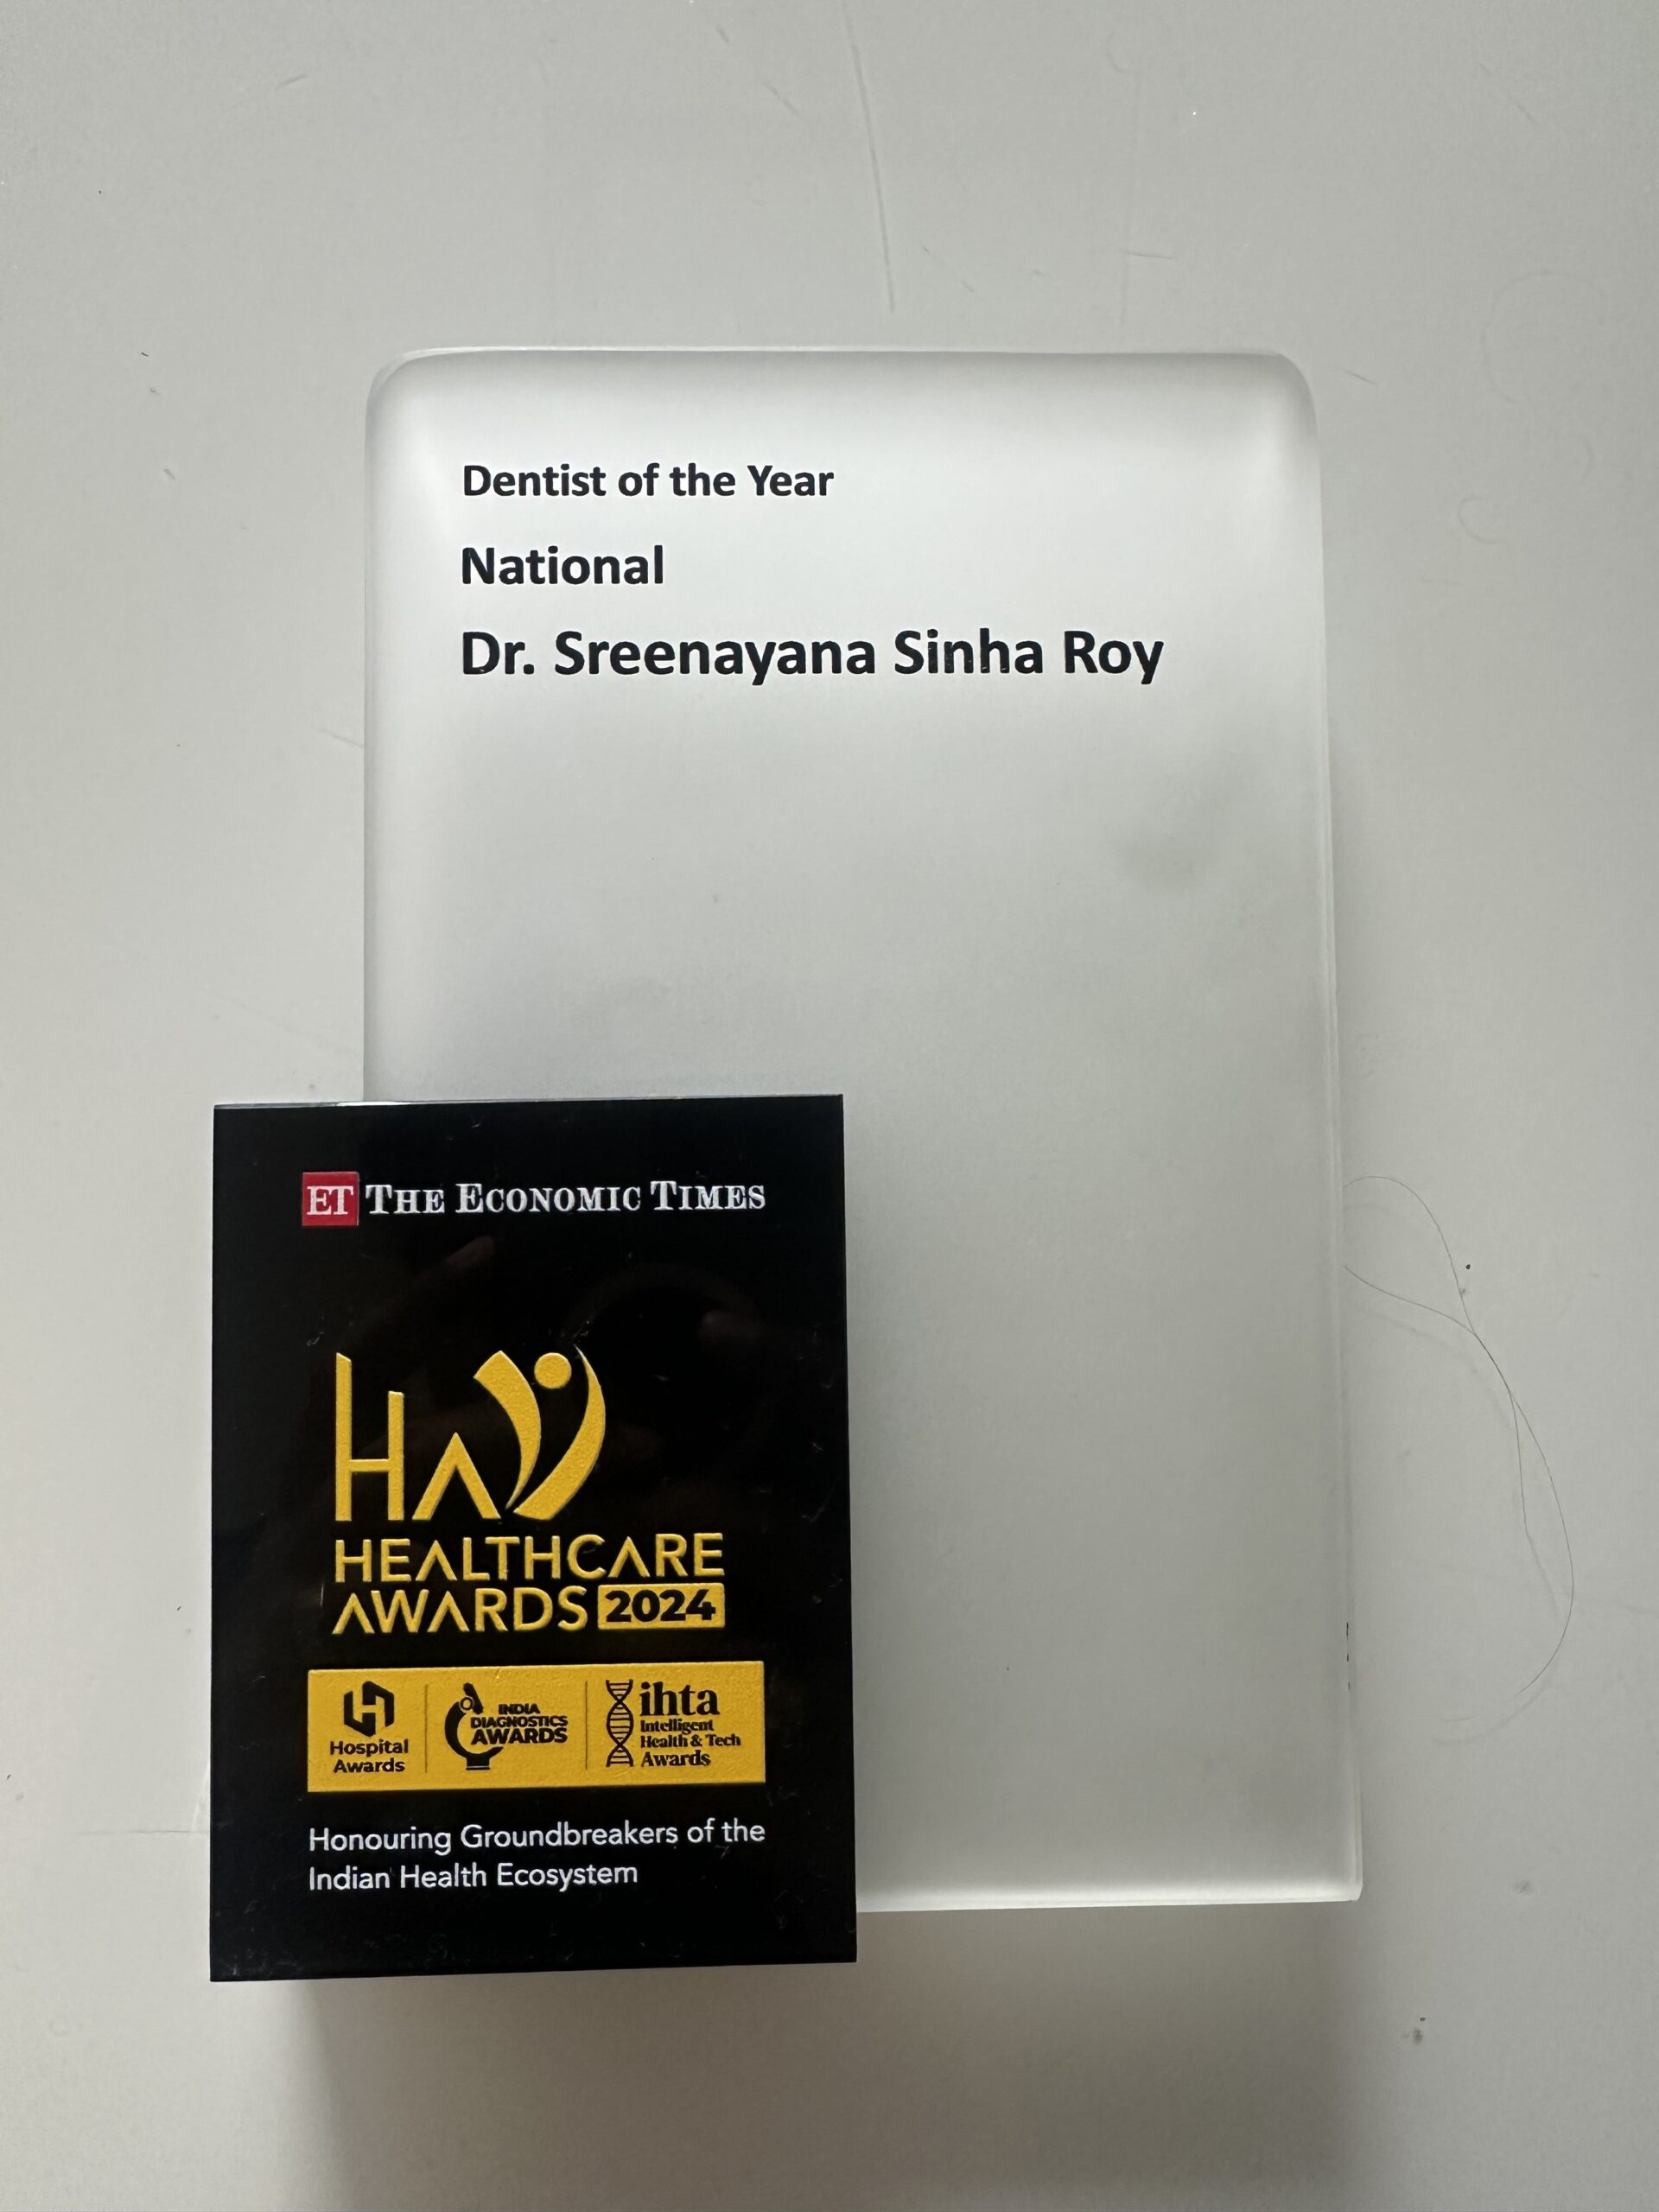 Dentist of the Year
National
Dr. Sreenayana Sinha Roy
ET THE ECONOMIC TIMES
HA
HEALTHCARE
AWARDS 2024
Hospital
Awards
INDIA
DIAGNOSTICS
AWARDS
ihta
Intelligent
Health & Tech
Awards
Honouring Groundbreakers of the
Indian Health Ecosystem